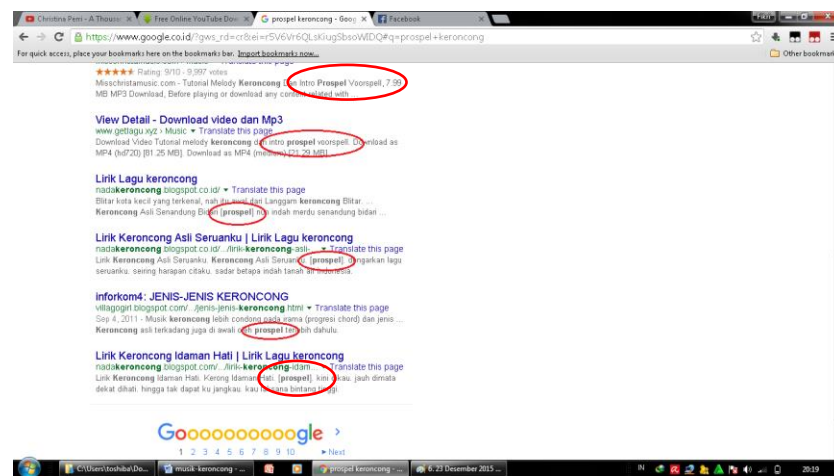 Christina Perri - A Thousa
Free Online YouTube Dow
prospel keroncong - Goog
Facebook
https://www.google.co.id/?gws_rd=cr&ei=r5V6Vr6QLsKiugSbsoWIDQ#q=prospel+keroncong
For quick access, place your bookmarks here on the bookmarks bar. Import bookmarks now...
Other bookmark
Rating: 9/10 - 9,997 votes
Misschristamusic.com - Tutorial Melody Keroncong Dan Intro Prospel Voorspell, 7.99
MB MP3 Download, Before playing or download any content related with ...
View Detail - Download video dan Mp3
www.getlagu.xyz › Music ▾ Translate this page
Download Video Tutorial melody keroncong dan intro prospel voorspell. Download as
MP4 (hd720) [81.25 MB]. Download as MP4 (medium) [21.29 MB] ...
Lirik Lagu keroncong
nadakeroncong.blogspot.co.id/ ▾ Translate this page
Blitar kota kecil yang terkenal, nah itu awal dari Langgam keroncong Blitar. ...
Keroncong Asli Senandung Bidari [prospel] nun indah merdu senandung bidari ...
Lirik Keroncong Asli Seruanku | Lirik Lagu keroncong
nadakeroncong.blogspot.co.id/.../lirik-keroncong-asli-... ▾ Translate this page
Lirik Keroncong Asli Seruanku. Keroncong Asli Seruanku. [prospel]. dengarkan lagu
seruanku. seiring harapan citaku. sadar betapa indah tanah air Indonesia.
inforkom4: JENIS-JENIS KERONCONG
villagogirl.blogspot.com/.../jenis-jenis-keroncong.html ▾ Translate this page
Sep 4, 2011 - Musik keroncong lebih condong pada irama (progresi chord) dan jenis ...
Keroncong asli terkadang juga di awali oleh prospel terlebih dahulu.
Lirik Keroncong Idaman Hati | Lirik Lagu keroncong
nadakeroncong.blogspot.com/.../lirik-keroncong-idam... ▾ Translate this page
Lirik Keroncong Idaman Hati. Kerong Idaman Hati. [prospel]. kini dikau. jauh dimata
dekat dihati. hingga tak dapat ku jangkau. kau laksana bintang tinggi
Goooooooooogle ›
1 2 3 4 5 6 7 8 9 10 ▸ Next
C:\Users\toshiba\Do...
musik-keroncong - ...
prospel keroncong - ...
6. 23 Desember 2015 ...
IN
20:19